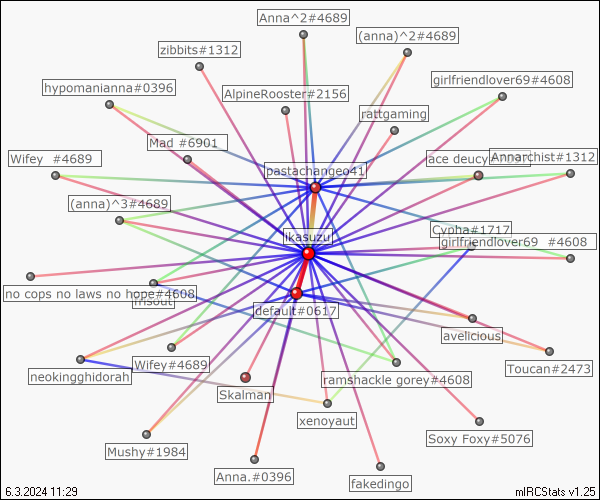 Anna^2#4689
(anna)^2#4689
zibbits#1312
girlfriendlover69#4608
hypomanianna#0396
AlpineRooster#2156
rattgaming
Mad #6901
Wifey #4689
ace deucy
Annarchist#1312
pastachangeo41
(anna)^3#4689
Cypha#1717
ikasuzu
girlfriendlover69 #4608
no cops no laws no hope#4608
default#0617
avelicious
Wifey#4689
Toucan#2473
neokingghidorah
ramshackle gorey#4608
Skalman
xenoyaut
Soxy Foxy#5076
Mushy#1984
Anna.#0396
fakedingo
6.3.2024 11:29
mIRCStats v1.25